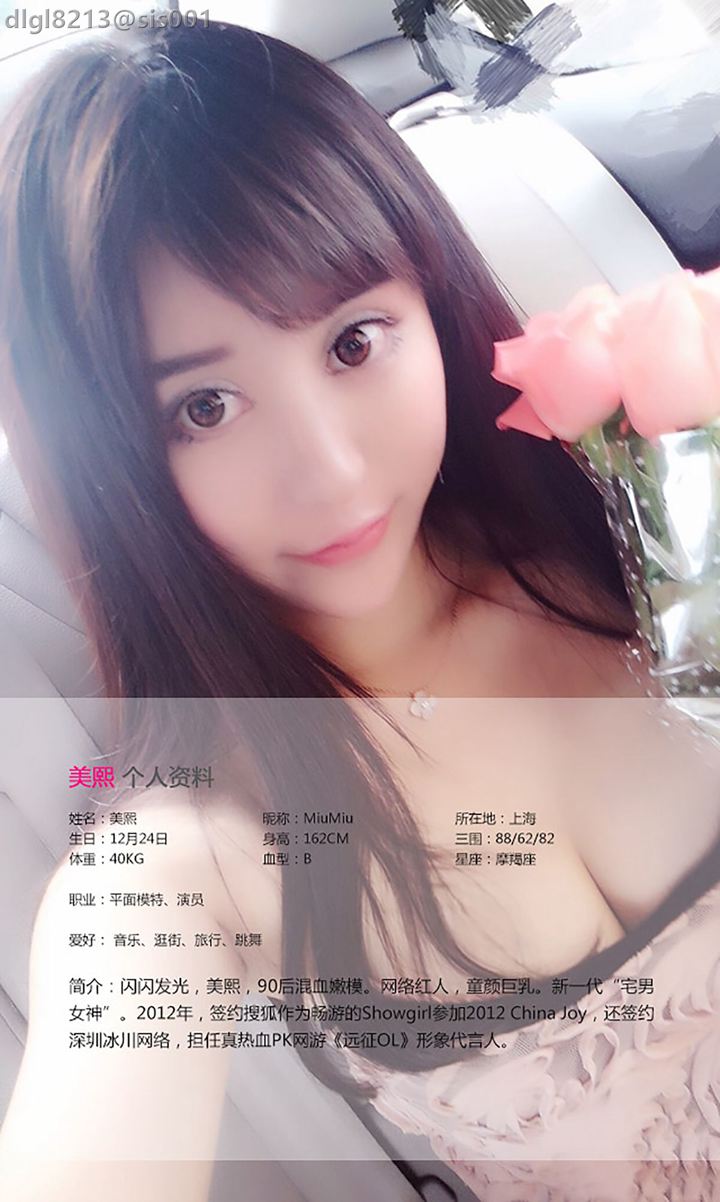 dlgl8213@sis001
美熙 个人资料
姓名：美熙 昵称：MiuMiu 所在地：上海
生日：12月24日 身高：162CM 三围：88/62/82
体重：40KG 血型：B 星座：摩羯座
职业：平面模特、演员
爱好： 音乐、逛街、旅行、跳舞
简介：闪闪发光，美熙，90后混血嫩模。网络红人，童颜巨乳。新一代“宅男
女神”。2012年，签约搜狐作为畅游的Showgirl参加2012 China Joy，还签约
深圳冰川网络，担任真热血PK网游《远征OL》形象代言人。